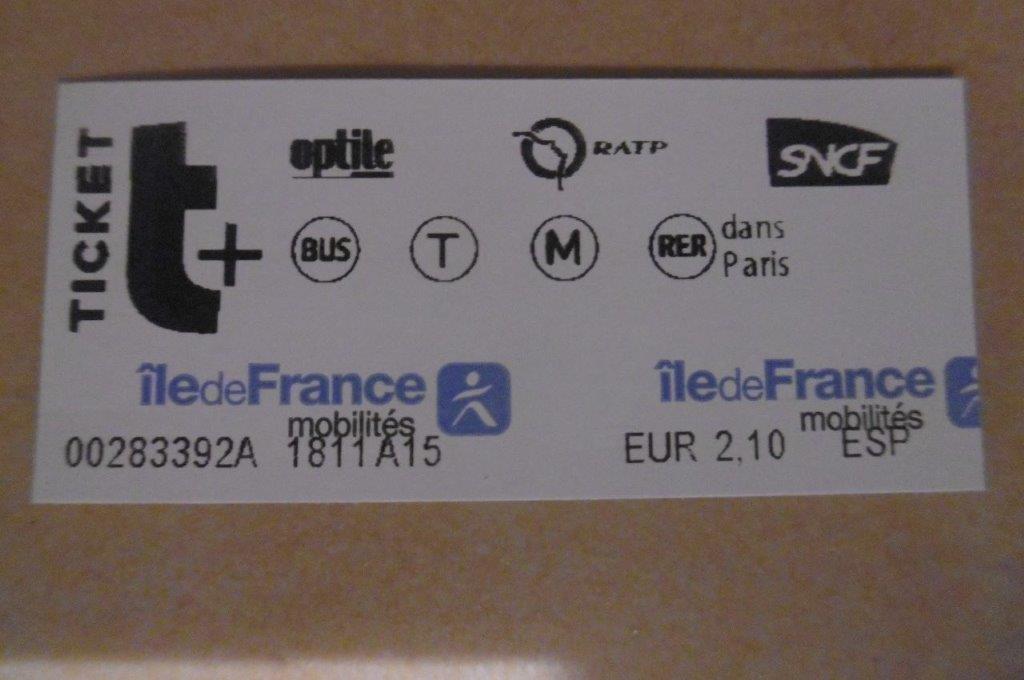 TICKET t+
optile RATP SNCF
BUS T M RER dans Paris
îledeFrance mobilités îledeFrance mobilités
00283392A 1811A15 EUR 2,10 ESP